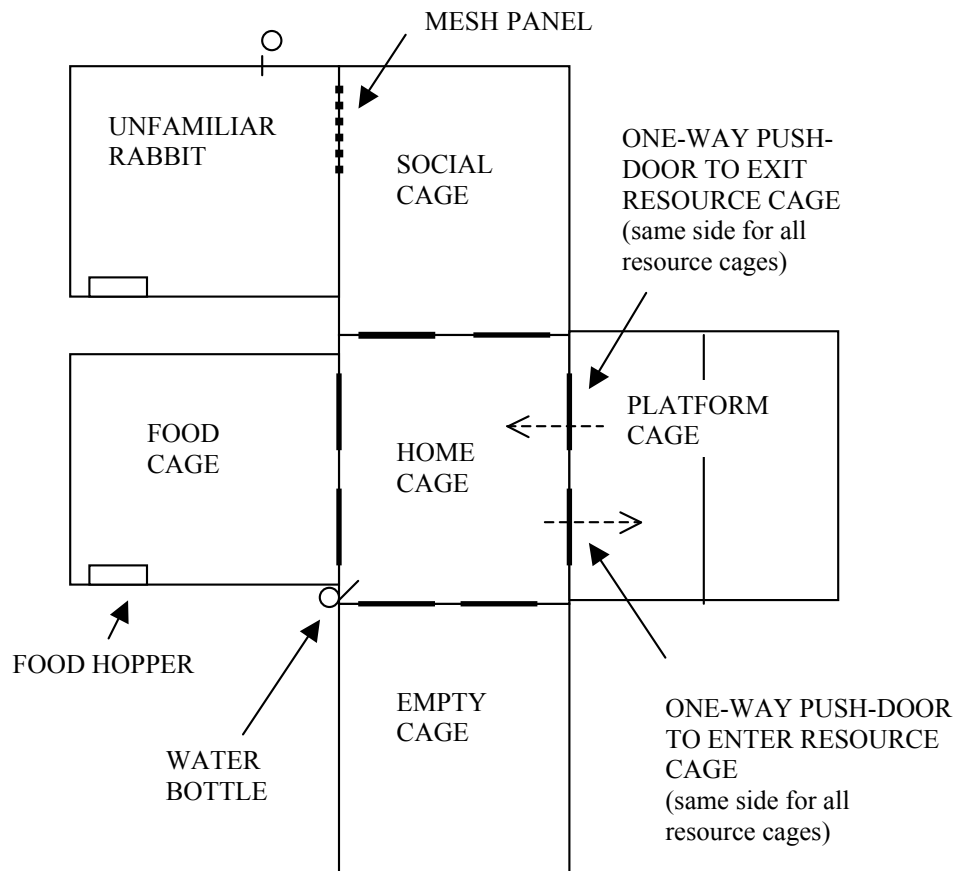 MESH PANEL
UNFAMILIAR
RABBIT
SOCIAL
CAGE
ONE-WAY PUSH-
DOOR TO EXIT
RESOURCE CAGE
(same side for all
resource cages)
FOOD
CAGE
HOME
CAGE
PLATFORM
CAGE
FOOD HOPPER
WATER
BOTTLE
EMPTY
CAGE
ONE-WAY PUSH-DOOR
TO ENTER RESOURCE
CAGE
(same side for all
resource cages)